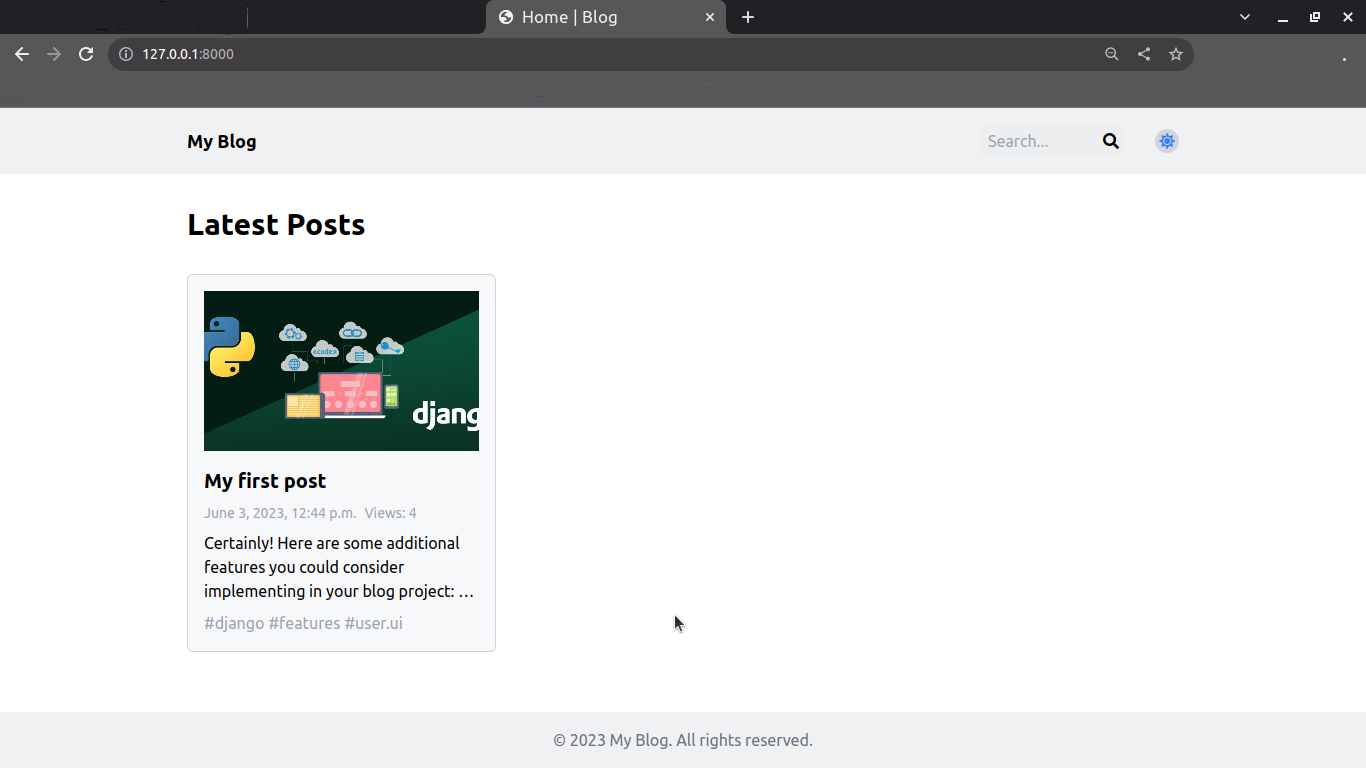 Home | Blog
127.0.0.1:8000
My Blog
Search...
Latest Posts
<code>
djang
My first post
June 3, 2023, 12:44 p.m. Views: 4
Certainly! Here are some additional
features you could consider
implementing in your blog project: …
#django #features #user.ui
© 2023 My Blog. All rights reserved.